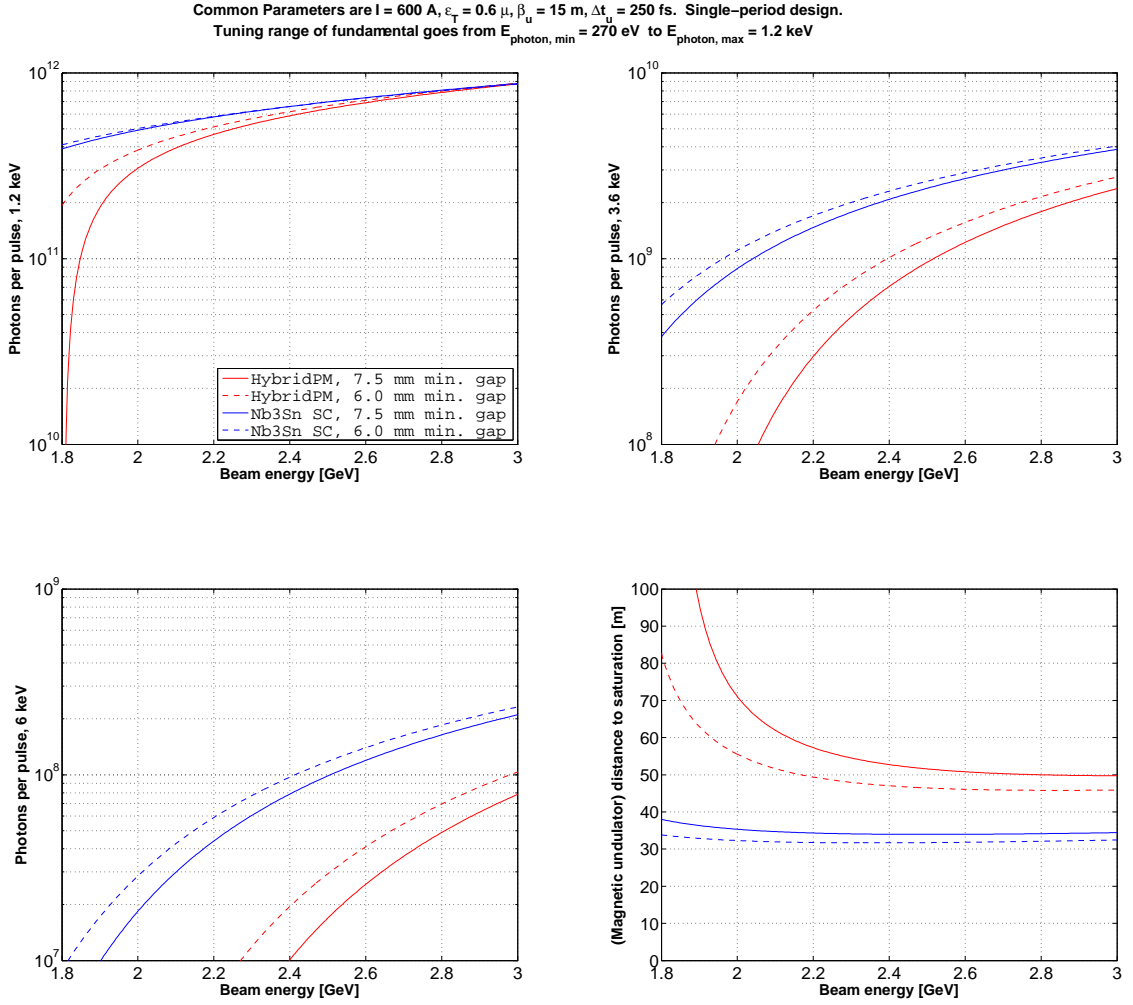 Common Parameters are I = 600 A, ε_T = 0.6 μ, β_u = 15 m, Δt_u = 250 fs.  Single−period design.
Tuning range of fundamental goes from E_photon, min = 270 eV  to E_photon, max = 1.2 keV
10^12
10^11
10^10
Photons per pulse, 1.2 keV
1.8 2 2.2 2.4 2.6 2.8 3
Beam energy [GeV]
HybridPM, 7.5 mm min. gap
HybridPM, 6.0 mm min. gap
Nb3Sn SC, 7.5 mm min. gap
Nb3Sn SC, 6.0 mm min. gap
10^10
10^9
10^8
Photons per pulse, 3.6 keV
1.8 2 2.2 2.4 2.6 2.8 3
Beam energy [GeV]
10^9
10^8
10^7
Photons per pulse, 6 keV
1.8 2 2.2 2.4 2.6 2.8 3
Beam energy [GeV]
100
90
80
70
60
50
40
30
20
10
0
(Magnetic undulator) distance to saturation [m]
1.8 2 2.2 2.4 2.6 2.8 3
Beam energy [GeV]